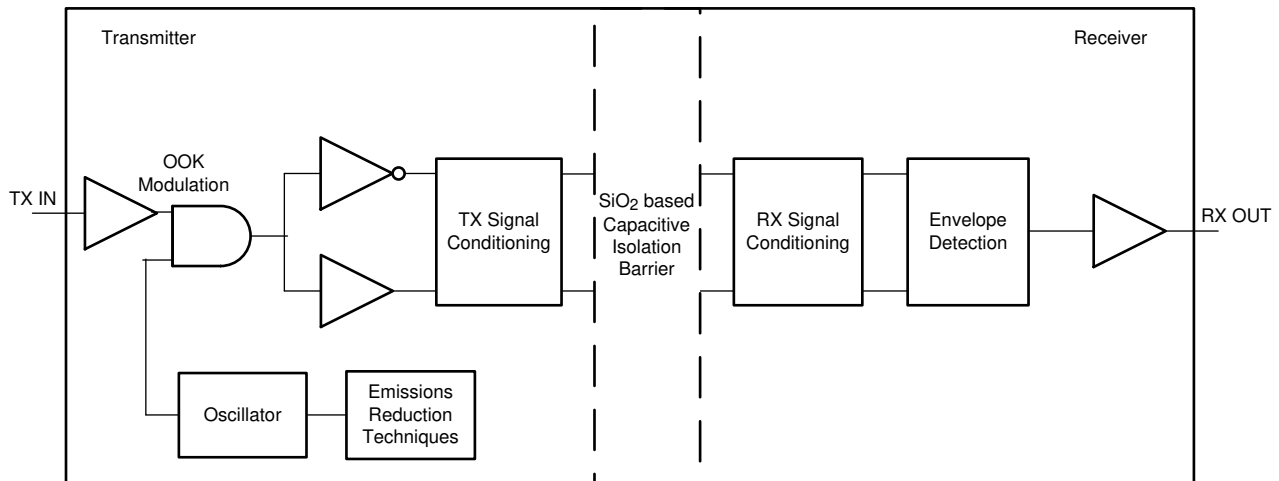 Transmitter
Receiver
OOK
Modulation
TX IN
TX Signal
Conditioning
SiO2 based
Capacitive
Isolation
Barrier
RX Signal
Conditioning
Envelope
Detection
RX OUT
Oscillator
Emissions
Reduction
Techniques